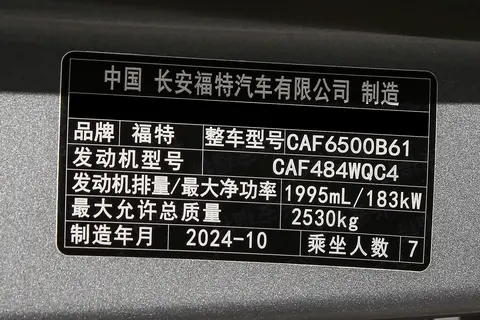 中国 长安福特汽车有限公司 制造
品牌 福特 整车型号 CAF6500B61
发动机型号 CAF484WQC4
发动机排量/最大净功率 1995mL/183kW
最大允许总质量 2530kg
制造年月 2024-10 乘坐人数 7